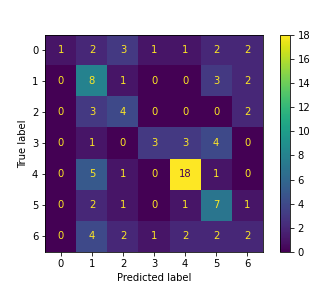 18
16
14
12
10
8
6
4
2
0
True label
0 1 2 3 1 1 2 2
1 0 8 1 0 0 3 2
2 0 3 4 0 0 0 2
3 0 1 0 3 3 4 0
4 0 5 1 0 18 1 0
5 0 2 1 0 1 7 1
6 0 4 2 1 2 2 2
0 1 2 3 4 5 6
Predicted label